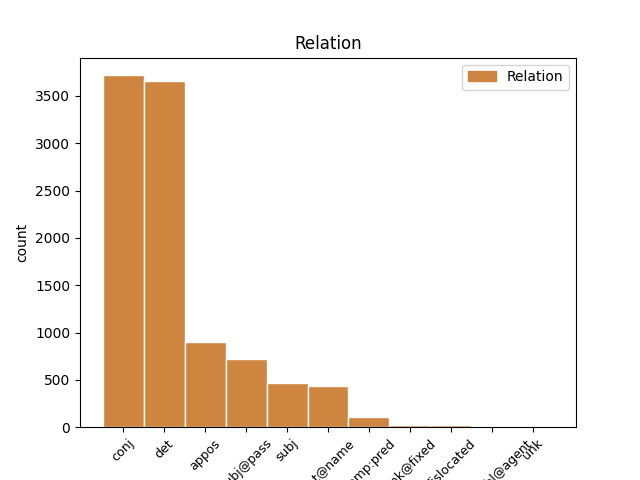 Relation
Relation
count
3500
3000
2500
2000
1500
1000
500
0
conj
det
appos
subj
unk